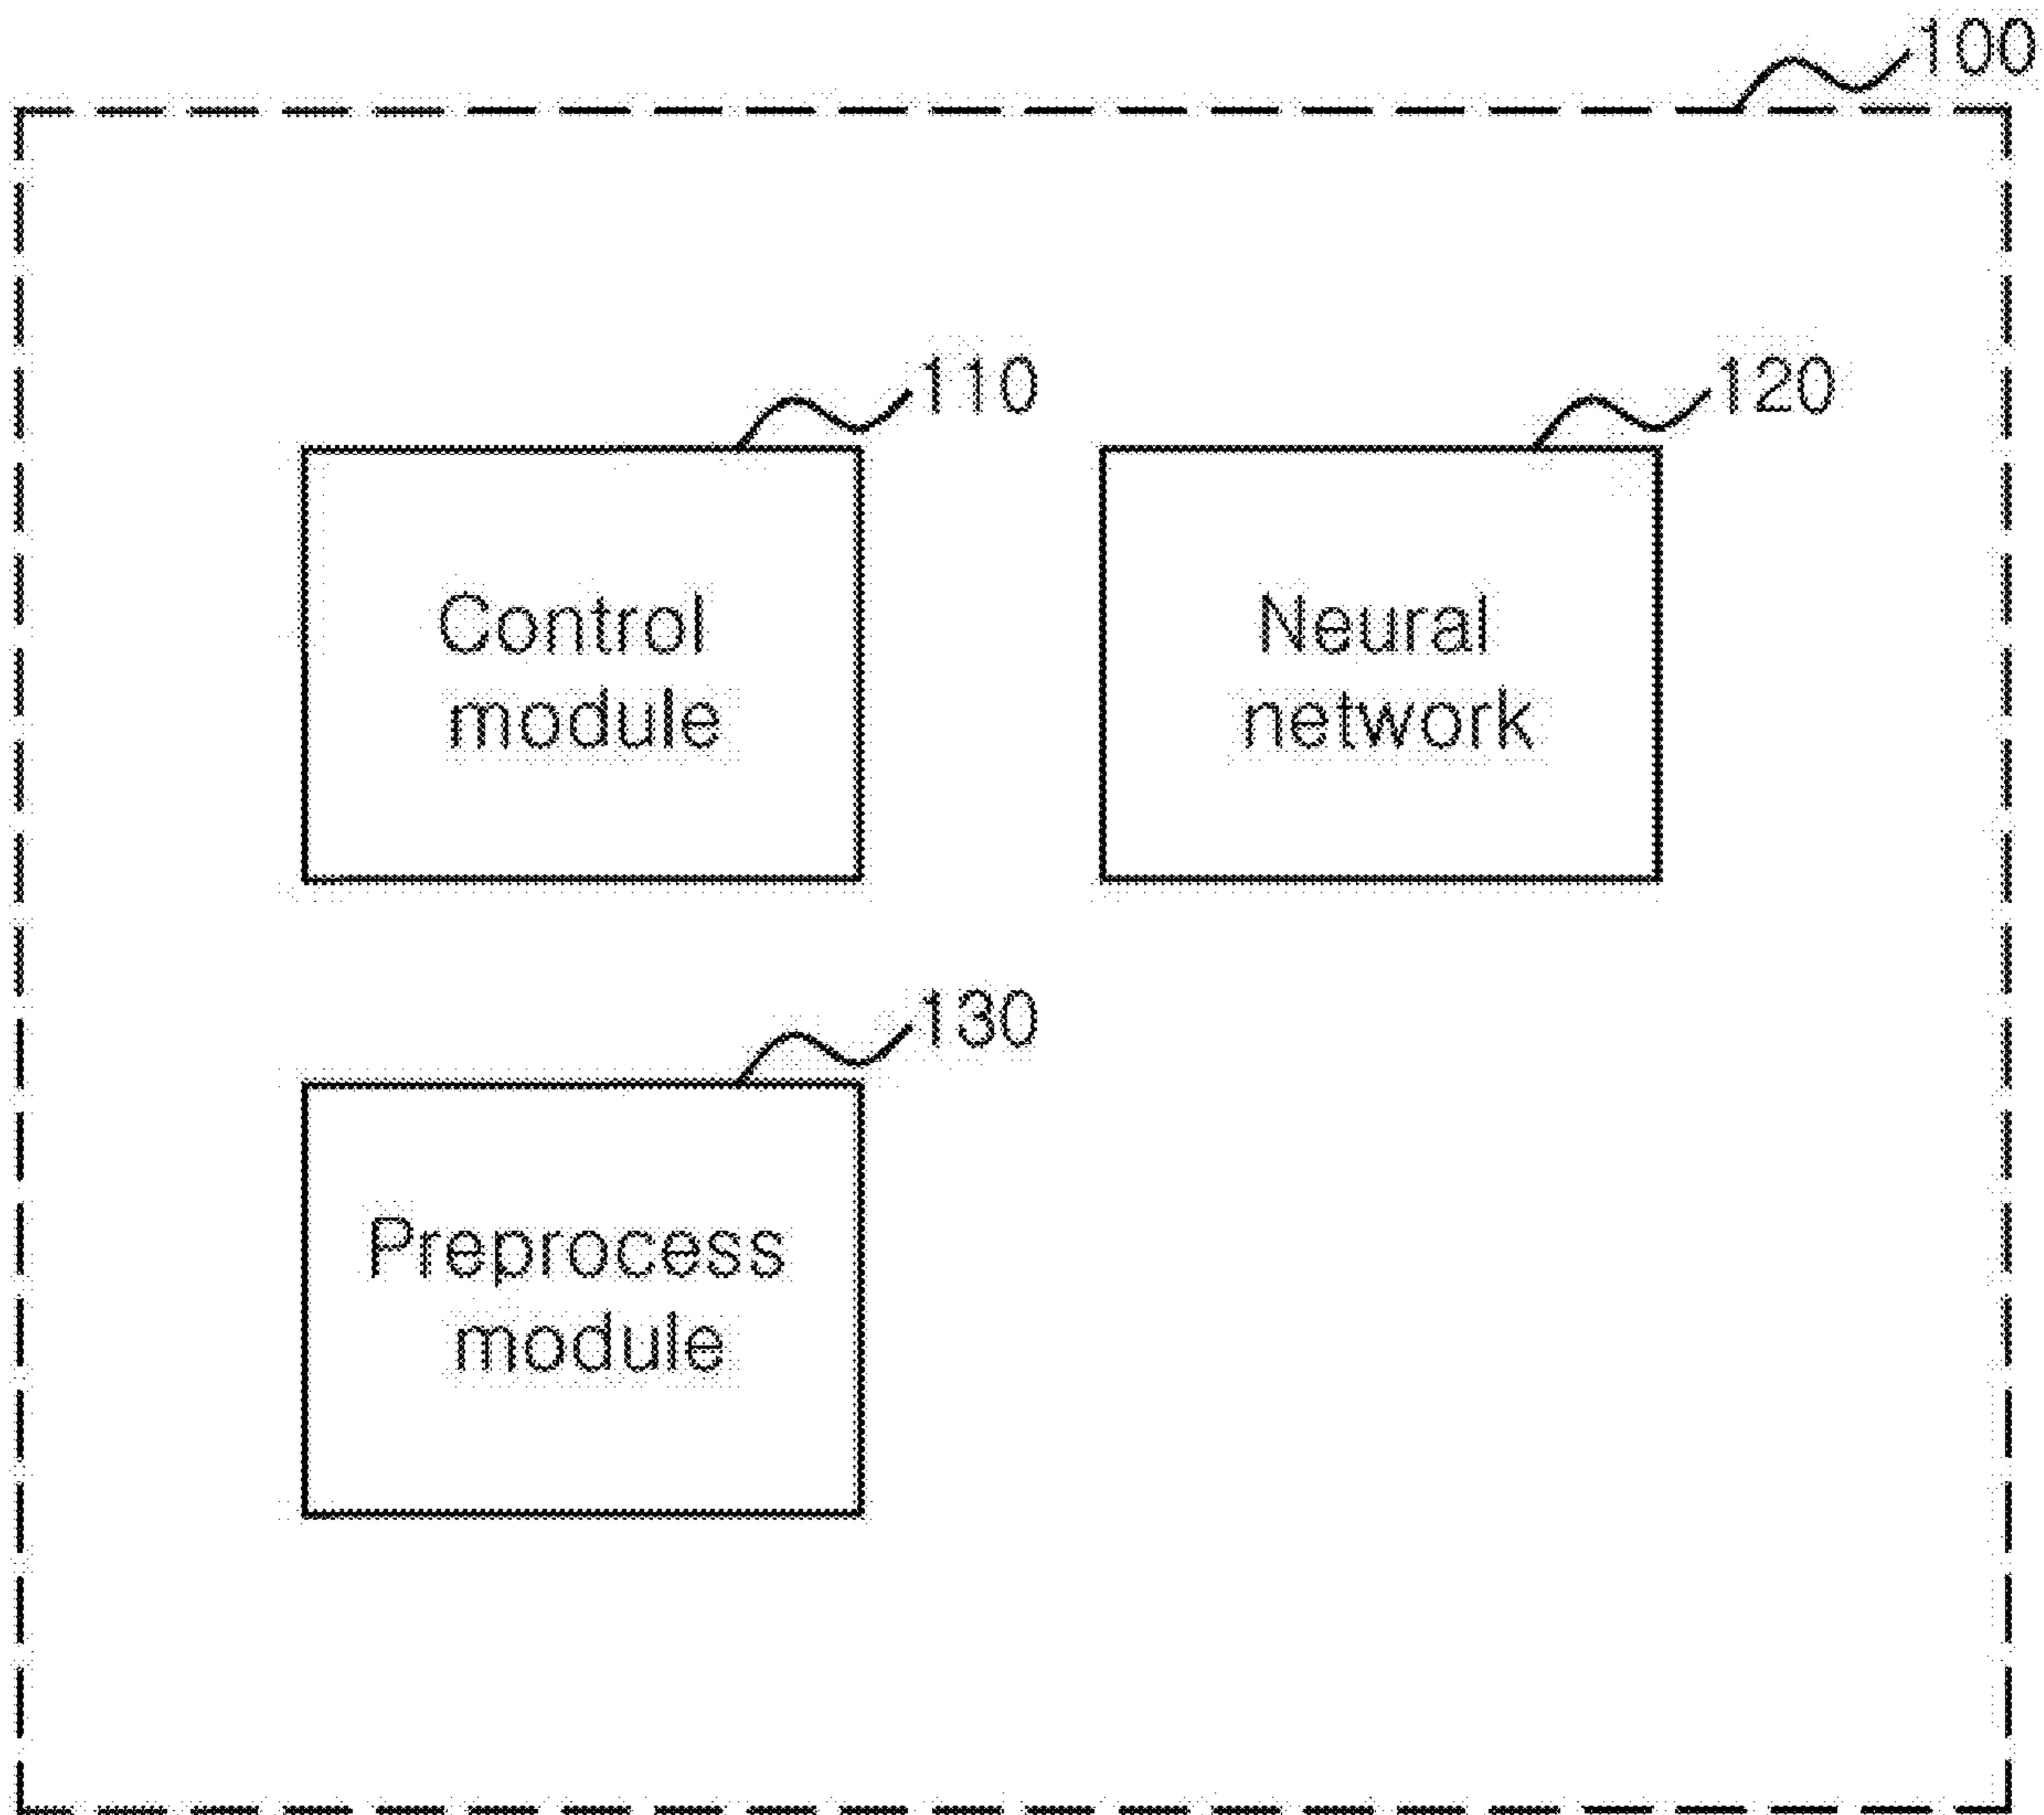 100
110
120
Control
module
Neural
network
130
Preprocess
module